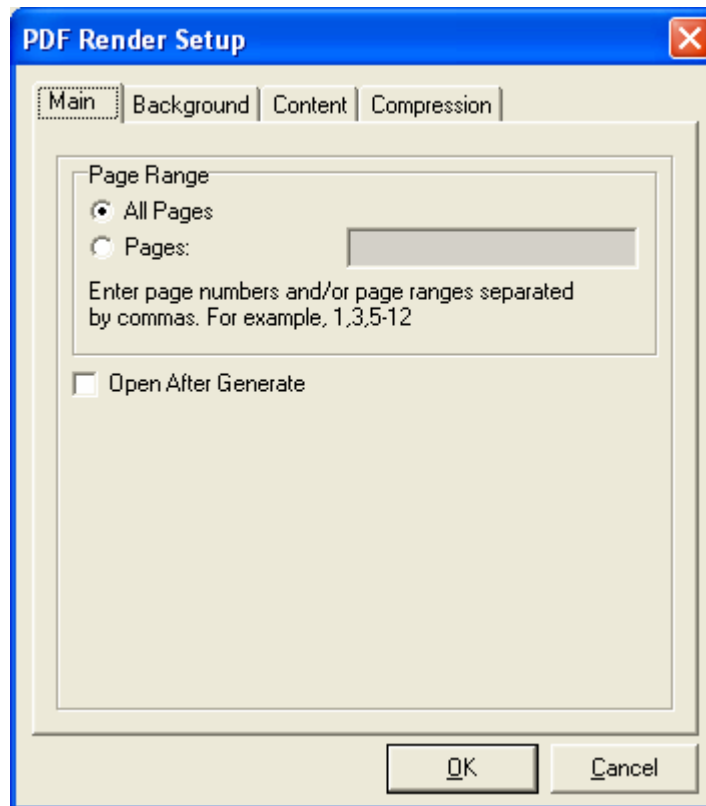 PDF Render Setup
Main Background Content Compression
Page Range
All Pages
Pages:
Enter page numbers and/or page ranges separated
by commas. For example, 1,3,5-12
Open After Generate
OK Cancel